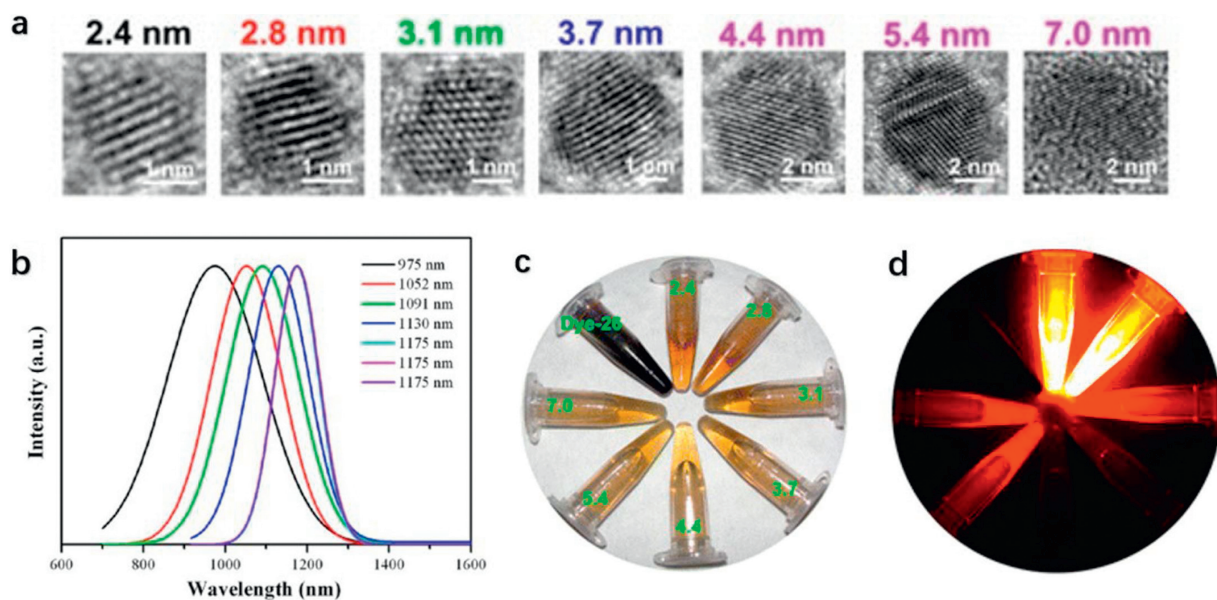 a
2.4 nm 2.8 nm 3.1 nm 3.7 nm 4.4 nm 5.4 nm 7.0 nm
1 nm 1 nm 1 nm 1 nm 2 nm 2 nm 2 nm
b
975 nm
1052 nm
1091 nm
1130 nm
1175 nm
1175 nm
1175 nm
Intensity (a.u.)
600 800 1000 1200 1400 1600
Wavelength (nm)
c
2.4
2.8
Dye-26
3.1
7.0
3.7
5.4
4.4
d